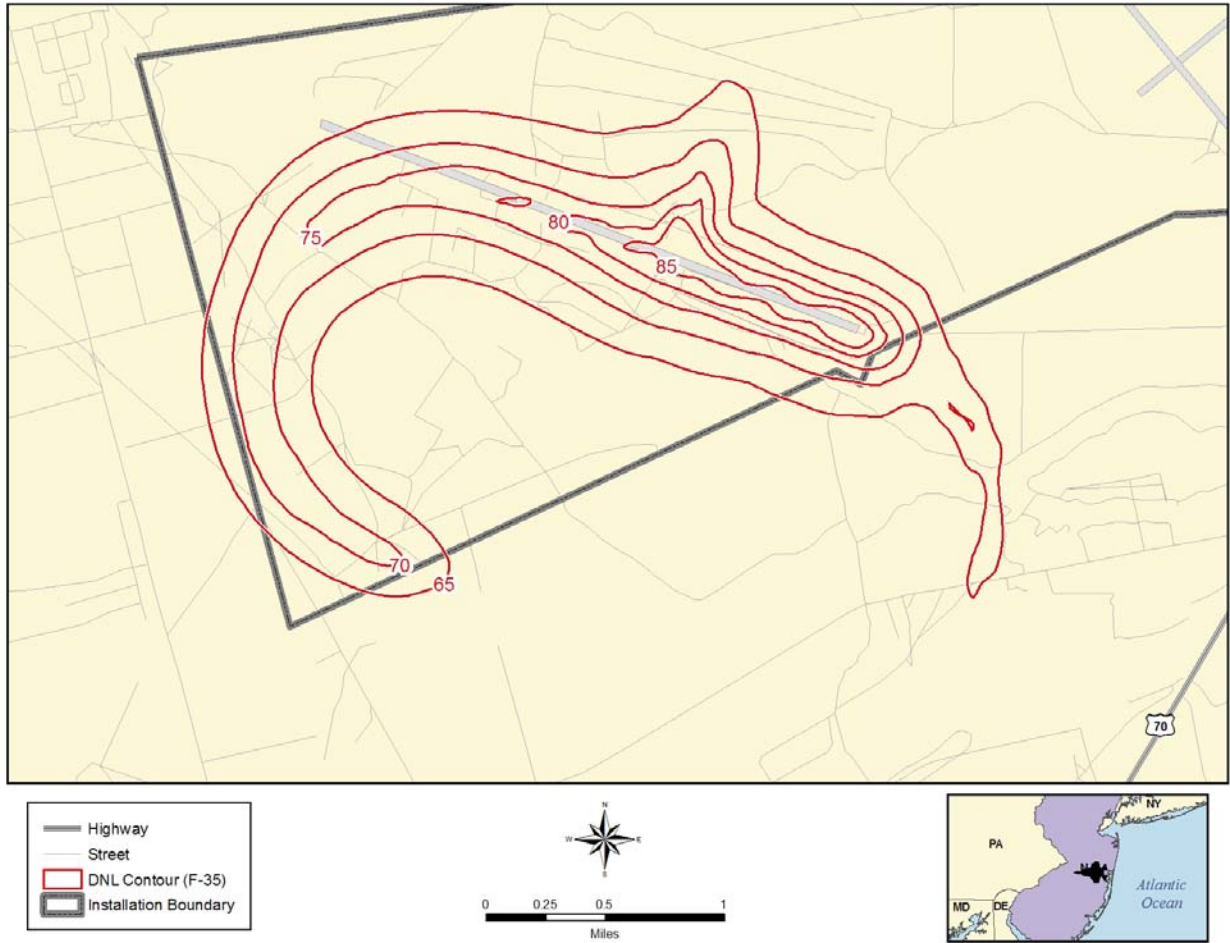 75
80
85
70
65
70
Highway
Street
DNL Contour (F-35)
Installation Boundary
N
W
E
S
0
0.25
0.5
1
Miles
NY
PA
MD
DE
Atlantic
Ocean